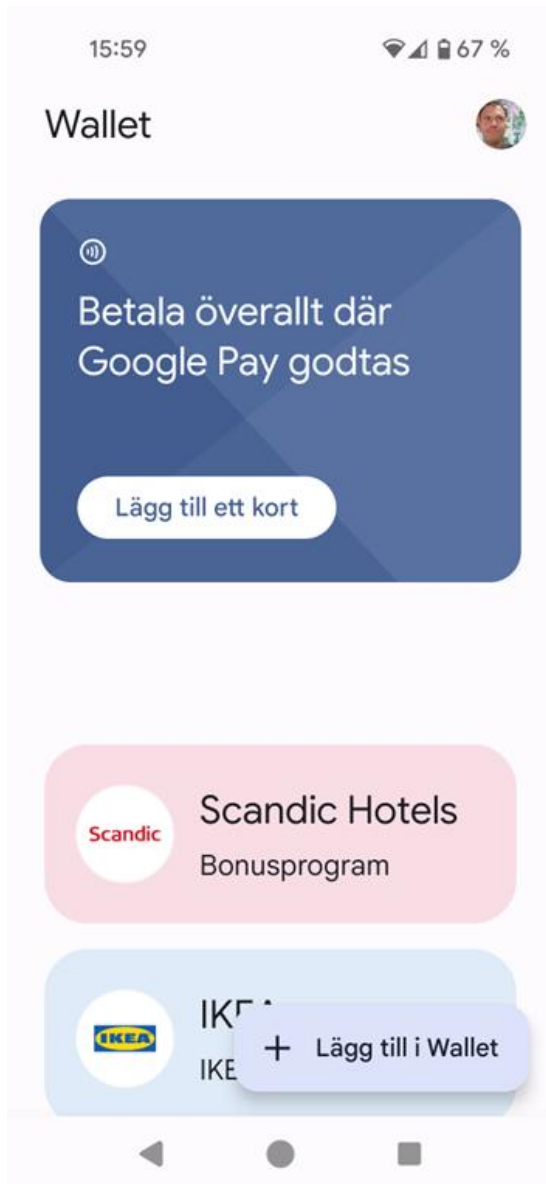 15:59
67 %
Wallet
Betala överallt där
Google Pay godtas
Lägg till ett kort
Scandic
Scandic Hotels
Bonusprogram
IKEA
IKEA
Lägg till i Wallet